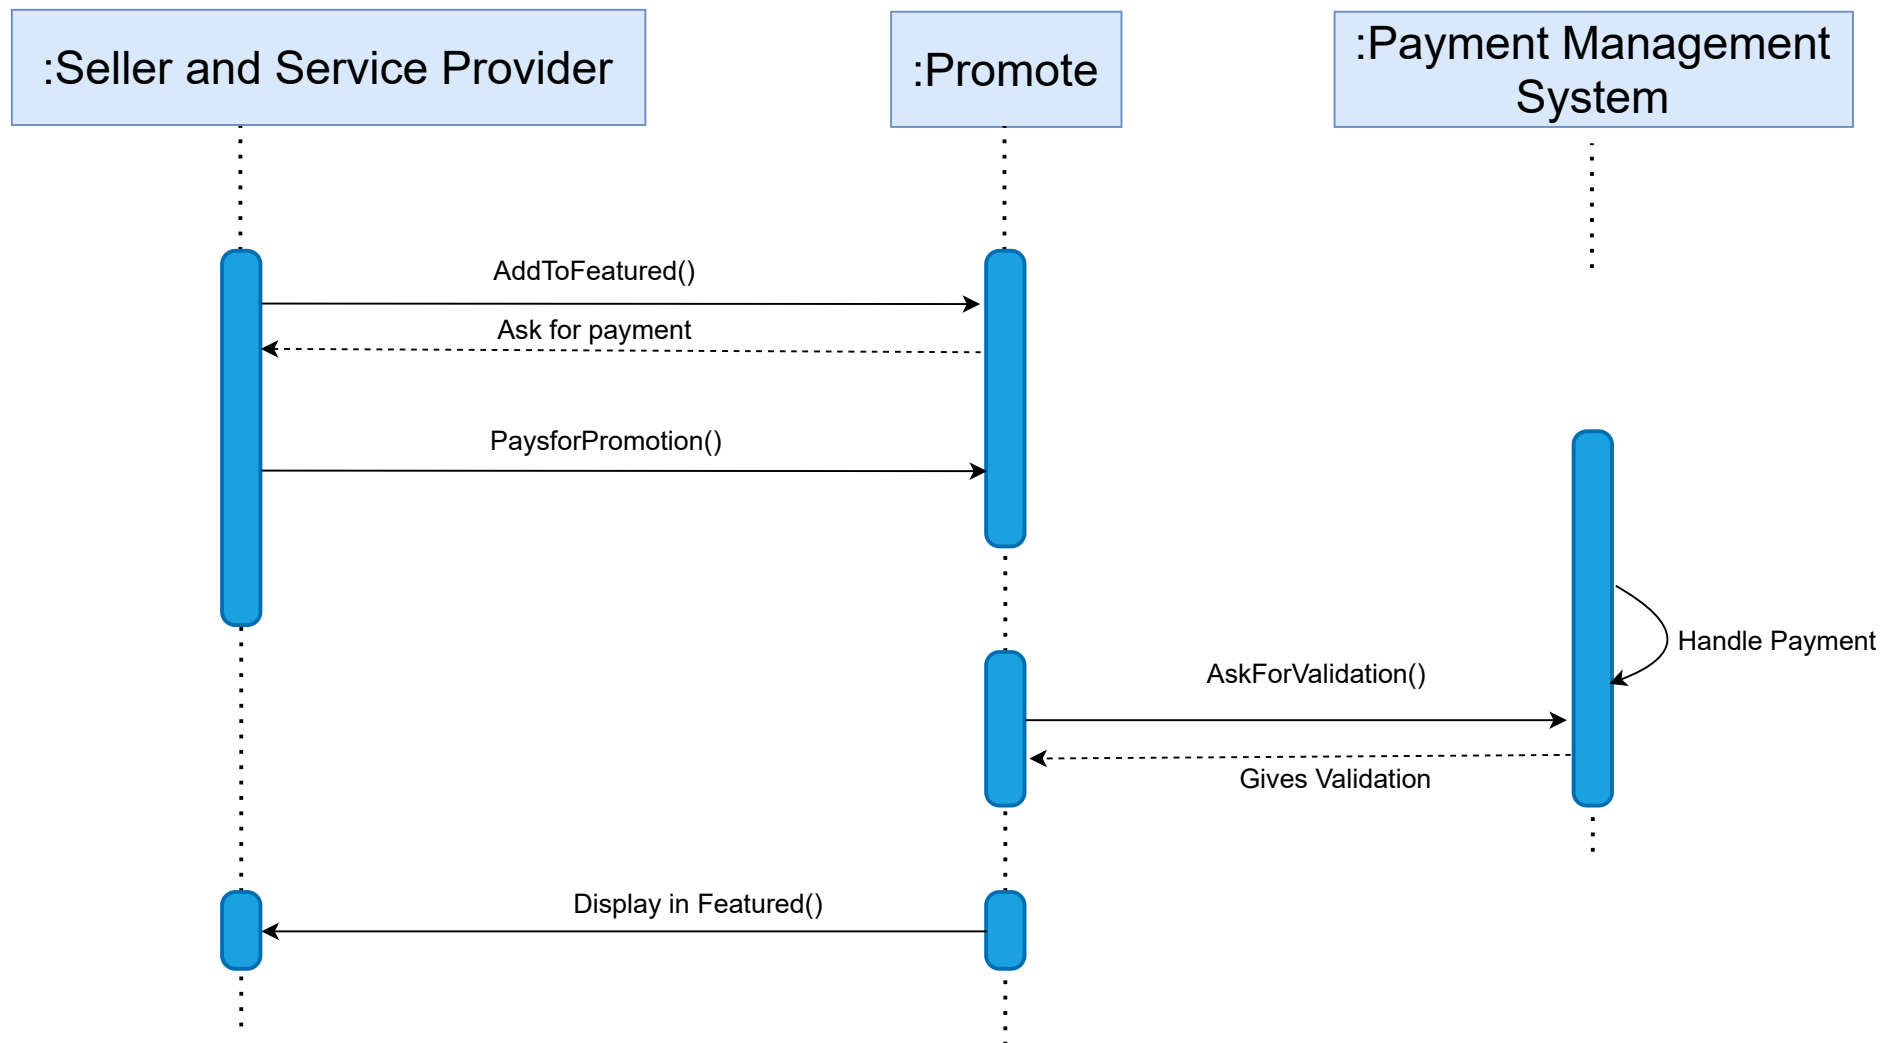 :Seller and Service Provider
:Promote
:Payment Management
System
AddToFeatured()
Ask for payment
PaysforPromotion()
Handle Payment
AskForValidation()
Gives Validation
Display in Featured()